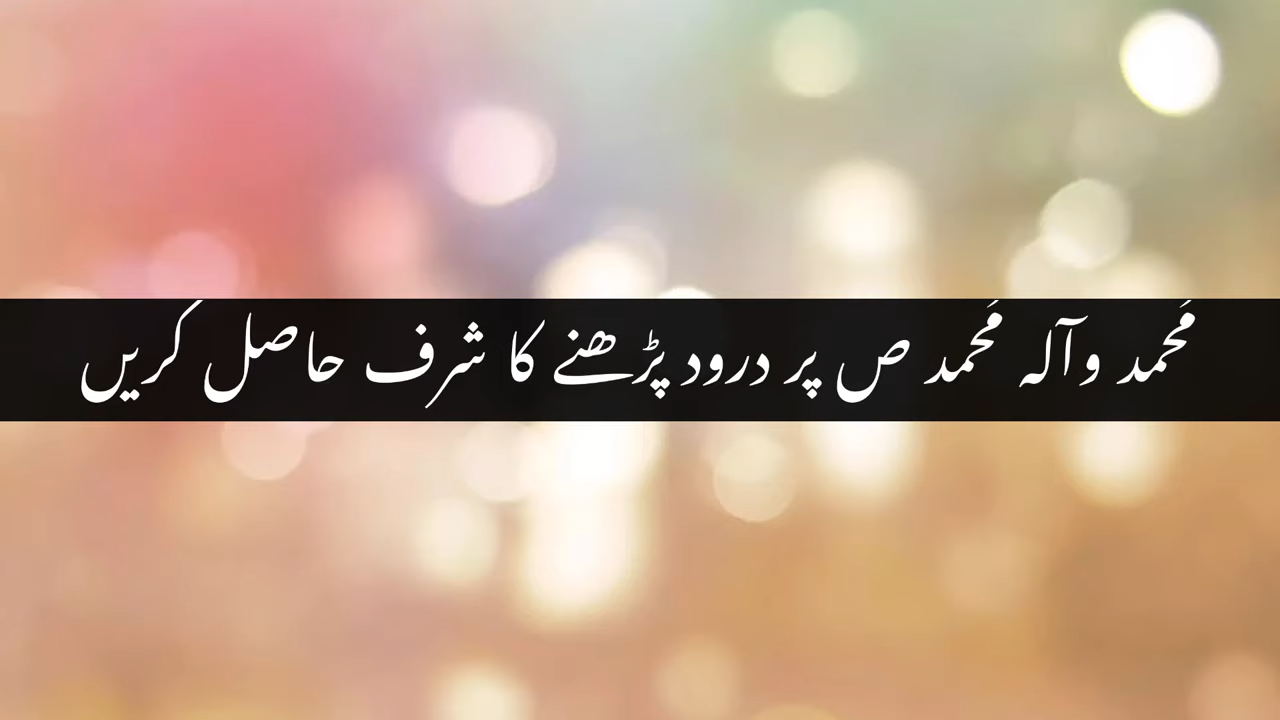 مَحمد وآلہ مَحمد ص پر درود پڑھنے کا شرف حاصل کریں